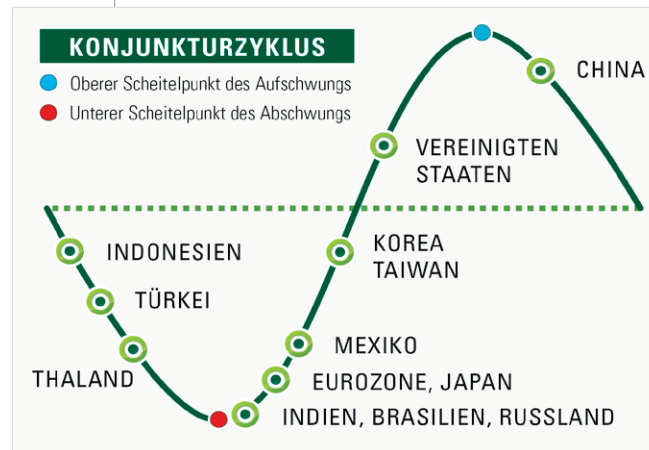 KONJUNKTURZYKLUS
Oberer Scheitelpunkt des Aufschwungs
Unterer Scheitelpunkt des Abschwungs
CHINA
VEREINIGTEN
STAATEN
INDONESIEN
KOREA
TAIWAN
TÜRKEI
MEXIKO
THALAND
EUROZONE, JAPAN
INDIEN, BRASILIEN, RUSSLAND